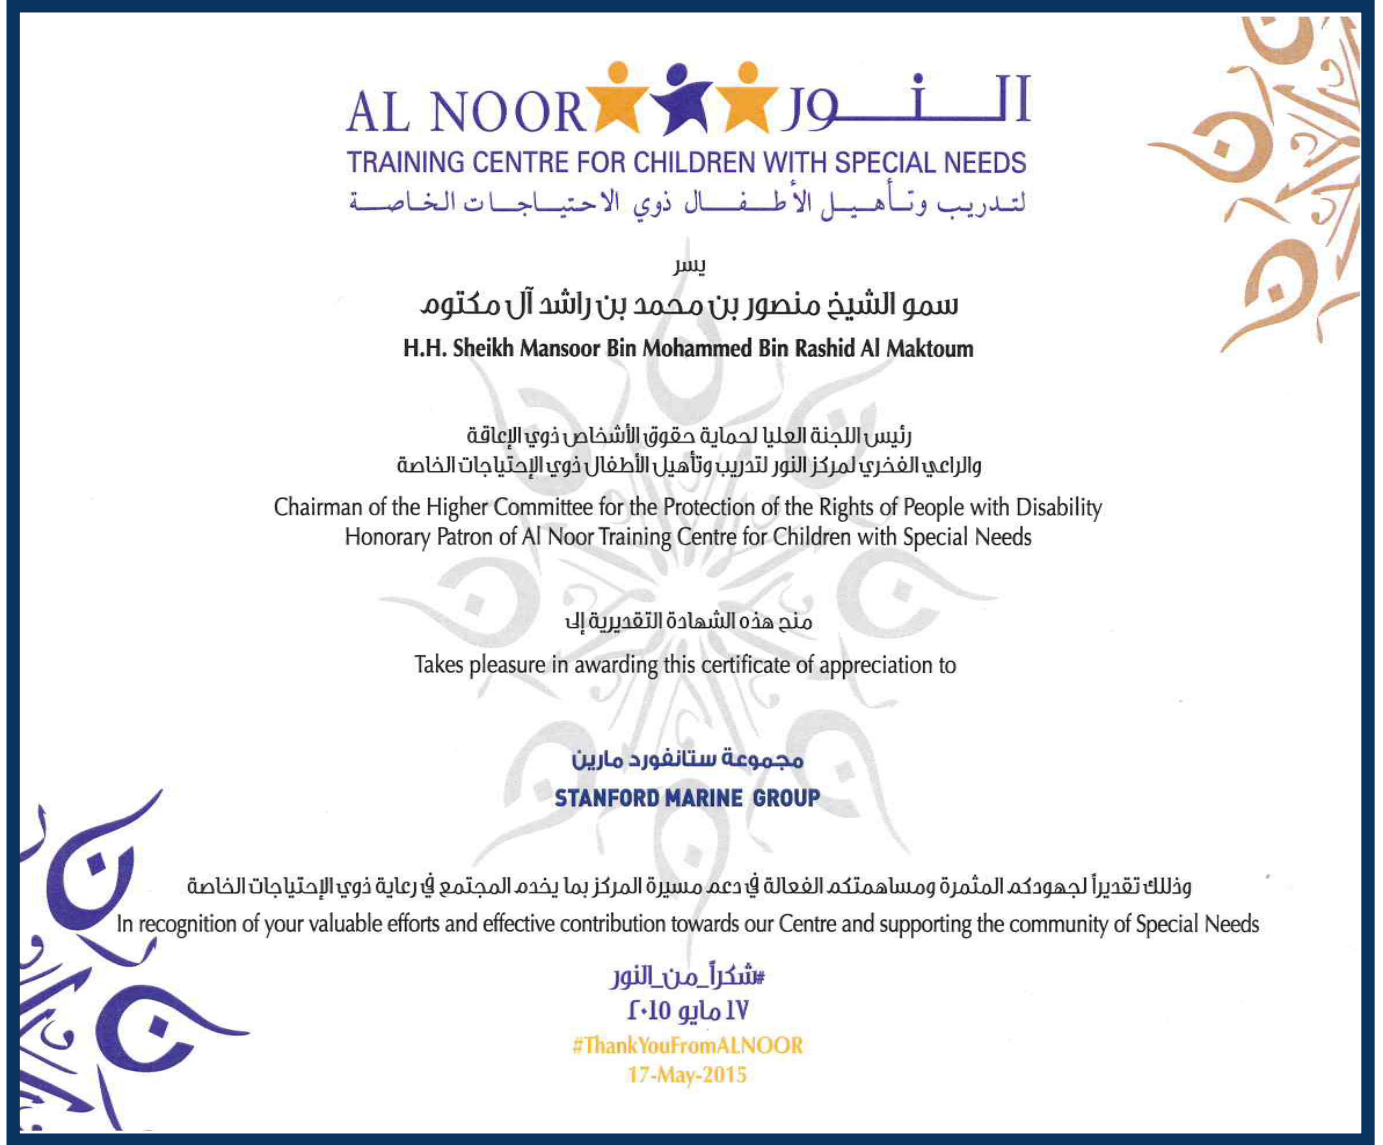 AL NOOR النور
TRAINING CENTRE FOR CHILDREN WITH SPECIAL NEEDS
لتدريب وتأهيل الأطفال ذوي الاحتياجات الخاصة
يسر
سمو الشيخ منصور بن محمد بن راشد آل مكتوم
H.H. Sheikh Mansoor Bin Mohammed Bin Rashid Al Maktoum
رئيس اللجنة العليا لحماية حقوق الأشخاص ذوي الإعاقة
والراعي الفخري لمركز النور لتدريب وتأهيل الأطفال ذوي الإحتياجات الخاصة
Chairman of the Higher Committee for the Protection of the Rights of People with Disability
Honorary Patron of Al Noor Training Centre for Children with Special Needs
منح هذه الشهادة التقديرية إلى
Takes pleasure in awarding this certificate of appreciation to
مجموعة ستانفورد مارين
STANFORD MARINE GROUP
وذلك تقديراً لجهودكم المثمرة ومساهمتكم الفعالة في دعم مسيرة المركز بما يخدم المجتمع في رعاية ذوي الإحتياجات الخاصة
In recognition of your valuable efforts and effective contribution towards our Centre and supporting the community of Special Needs
#شكراً_من_النور
١٧ مايو ٢٠١٥
#ThankYouFromALNOOR
17-May-2015